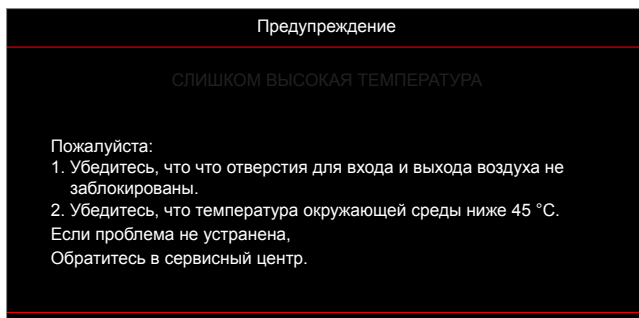 Предупреждение
СЛИШКОМ ВЫСОКАЯ ТЕМПЕРАТУРА
Пожалуйста:
1. Убедитесь, что что отверстия для входа и выхода воздуха не
заблокированы.
2. Убедитесь, что температура окружающей среды ниже 45 °C.
Если проблема не устранена,
Обратитесь в сервисный центр.